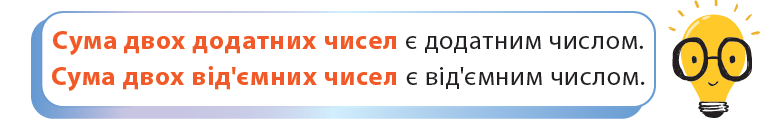 Сума двох додатних чисел є додатним числом.
Сума двох від'ємних чисел є від'ємним числом.